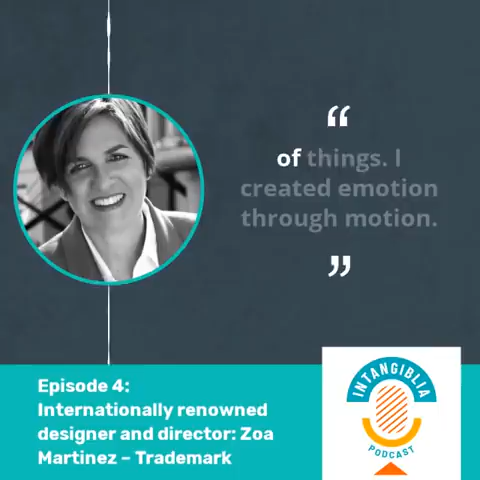 “
of things. I
created emotion
through motion.
”
Episode 4:
Internationally renowned
designer and director: Zoa
Martinez – Trademark
INTANGIBLIA
PODCAST